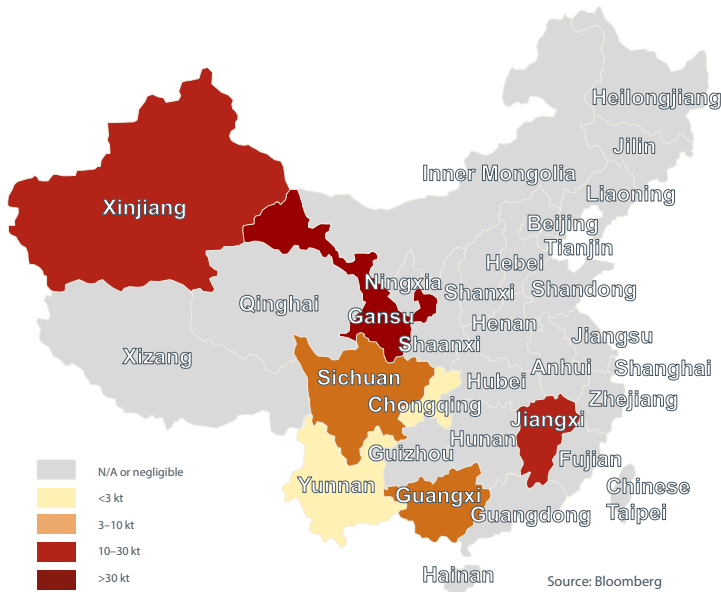 Heilongjiang
Jilin
Inner Mongolia
Liaoning
Xinjiang
Beijing
Tianjin
Hebei
Ningxia
Shanxi
Shandong
Qinghai
Gansu
Henan
Jiangsu
Shaanxi
Xizang
Anhui
Shanghai
Sichuan
Hubei
Chongqing
Zhejiang
Jiangxi
Hunan
Guizhou
Fujian
Yunnan
Guangxi
Chinese
Taipei
Guangdong
Hainan
N/A or negligible
<3 kt
3–10 kt
10–30 kt
>30 kt
Source: Bloomberg